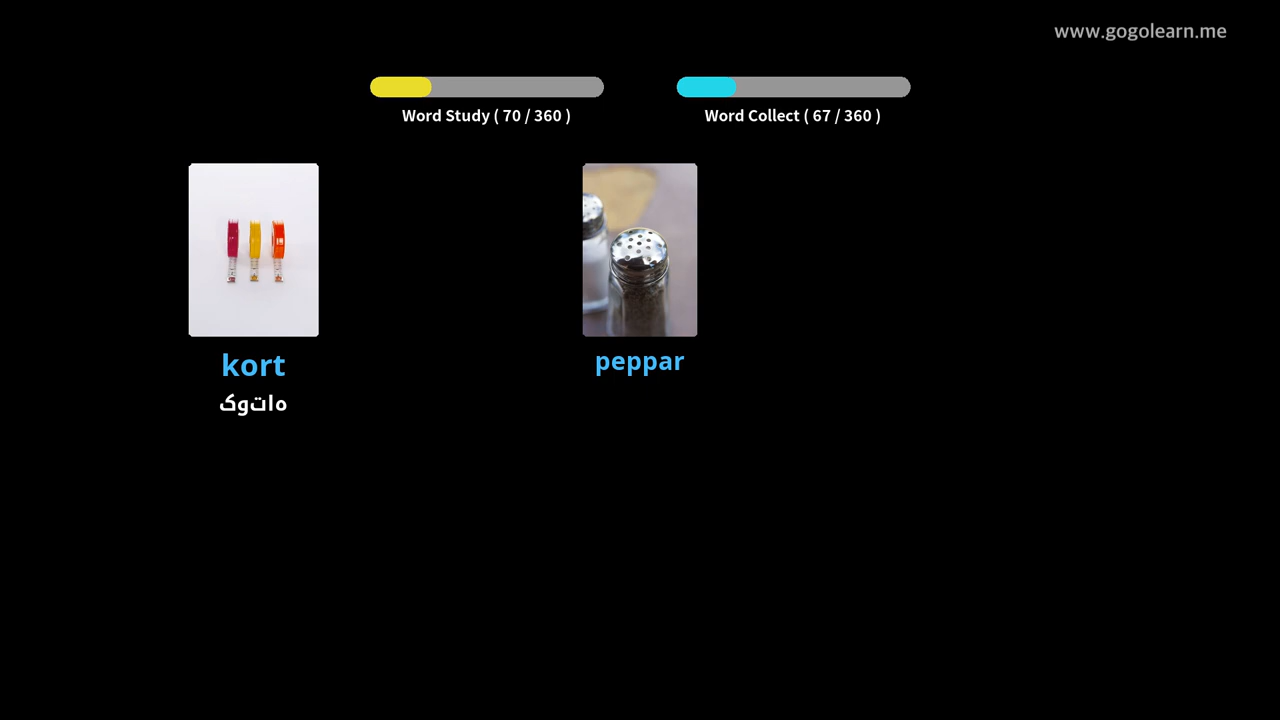 www.gogolearn.me
Word Study ( 70 / 360 )
Word Collect ( 67 / 360 )
kort
کوتاه
peppar